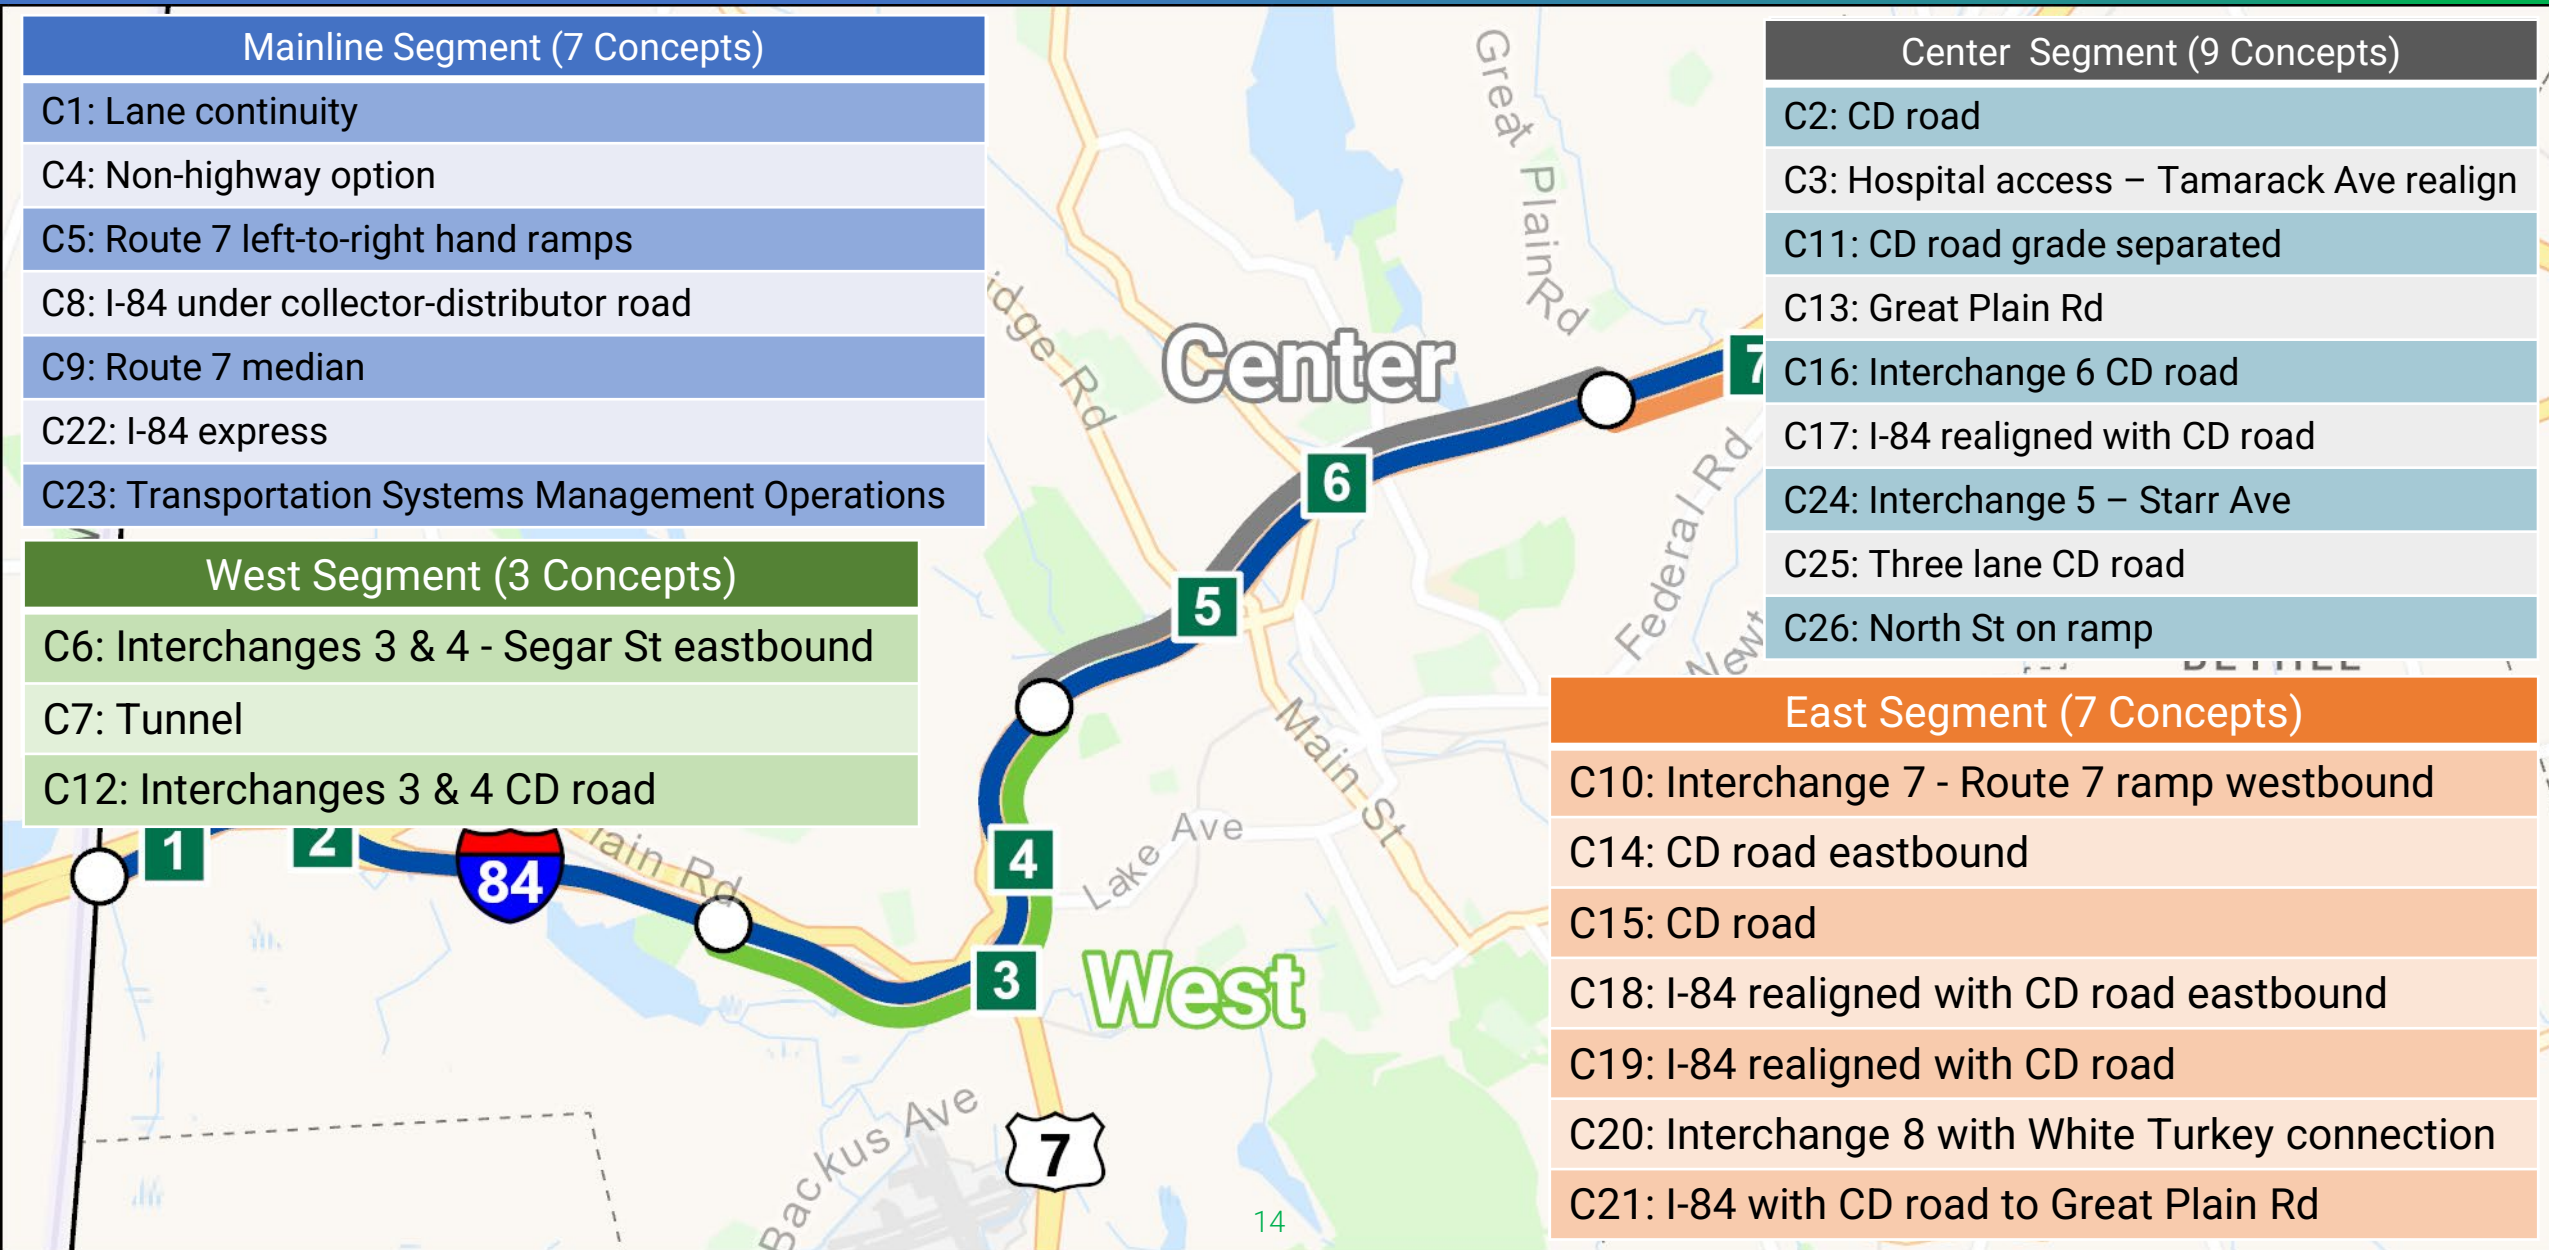 Mainline Segment (7 Concepts)
C1: Lane continuity
C4: Non-highway option
C5: Route 7 left-to-right hand ramps
C8: I-84 under collector-distributor road
C9: Route 7 median
C22: I-84 express
C23: Transportation Systems Management Operations
West Segment (3 Concepts)
C6: Interchanges 3 & 4 - Segar St eastbound
C7: Tunnel
C12: Interchanges 3 & 4 CD road
Center Segment (9 Concepts)
C2: CD road
C3: Hospital access – Tamarack Ave realign
C11: CD road grade separated
C13: Great Plain Rd
C16: Interchange 6 CD road
C17: I-84 realigned with CD road
C24: Interchange 5 – Starr Ave
C25: Three lane CD road
C26: North St on ramp
East Segment (7 Concepts)
C10: Interchange 7 - Route 7 ramp westbound
C14: CD road eastbound
C15: CD road
C18: I-84 realigned with CD road eastbound
C19: I-84 realigned with CD road
C20: Interchange 8 with White Turkey connection
C21: I-84 with CD road to Great Plain Rd
Great Plain Rd
Rd
Center
7
6
5
Federal Rd
Main St
Lake Ave
4
3
West
1
2
84
Rd
Backus Ave
7
14